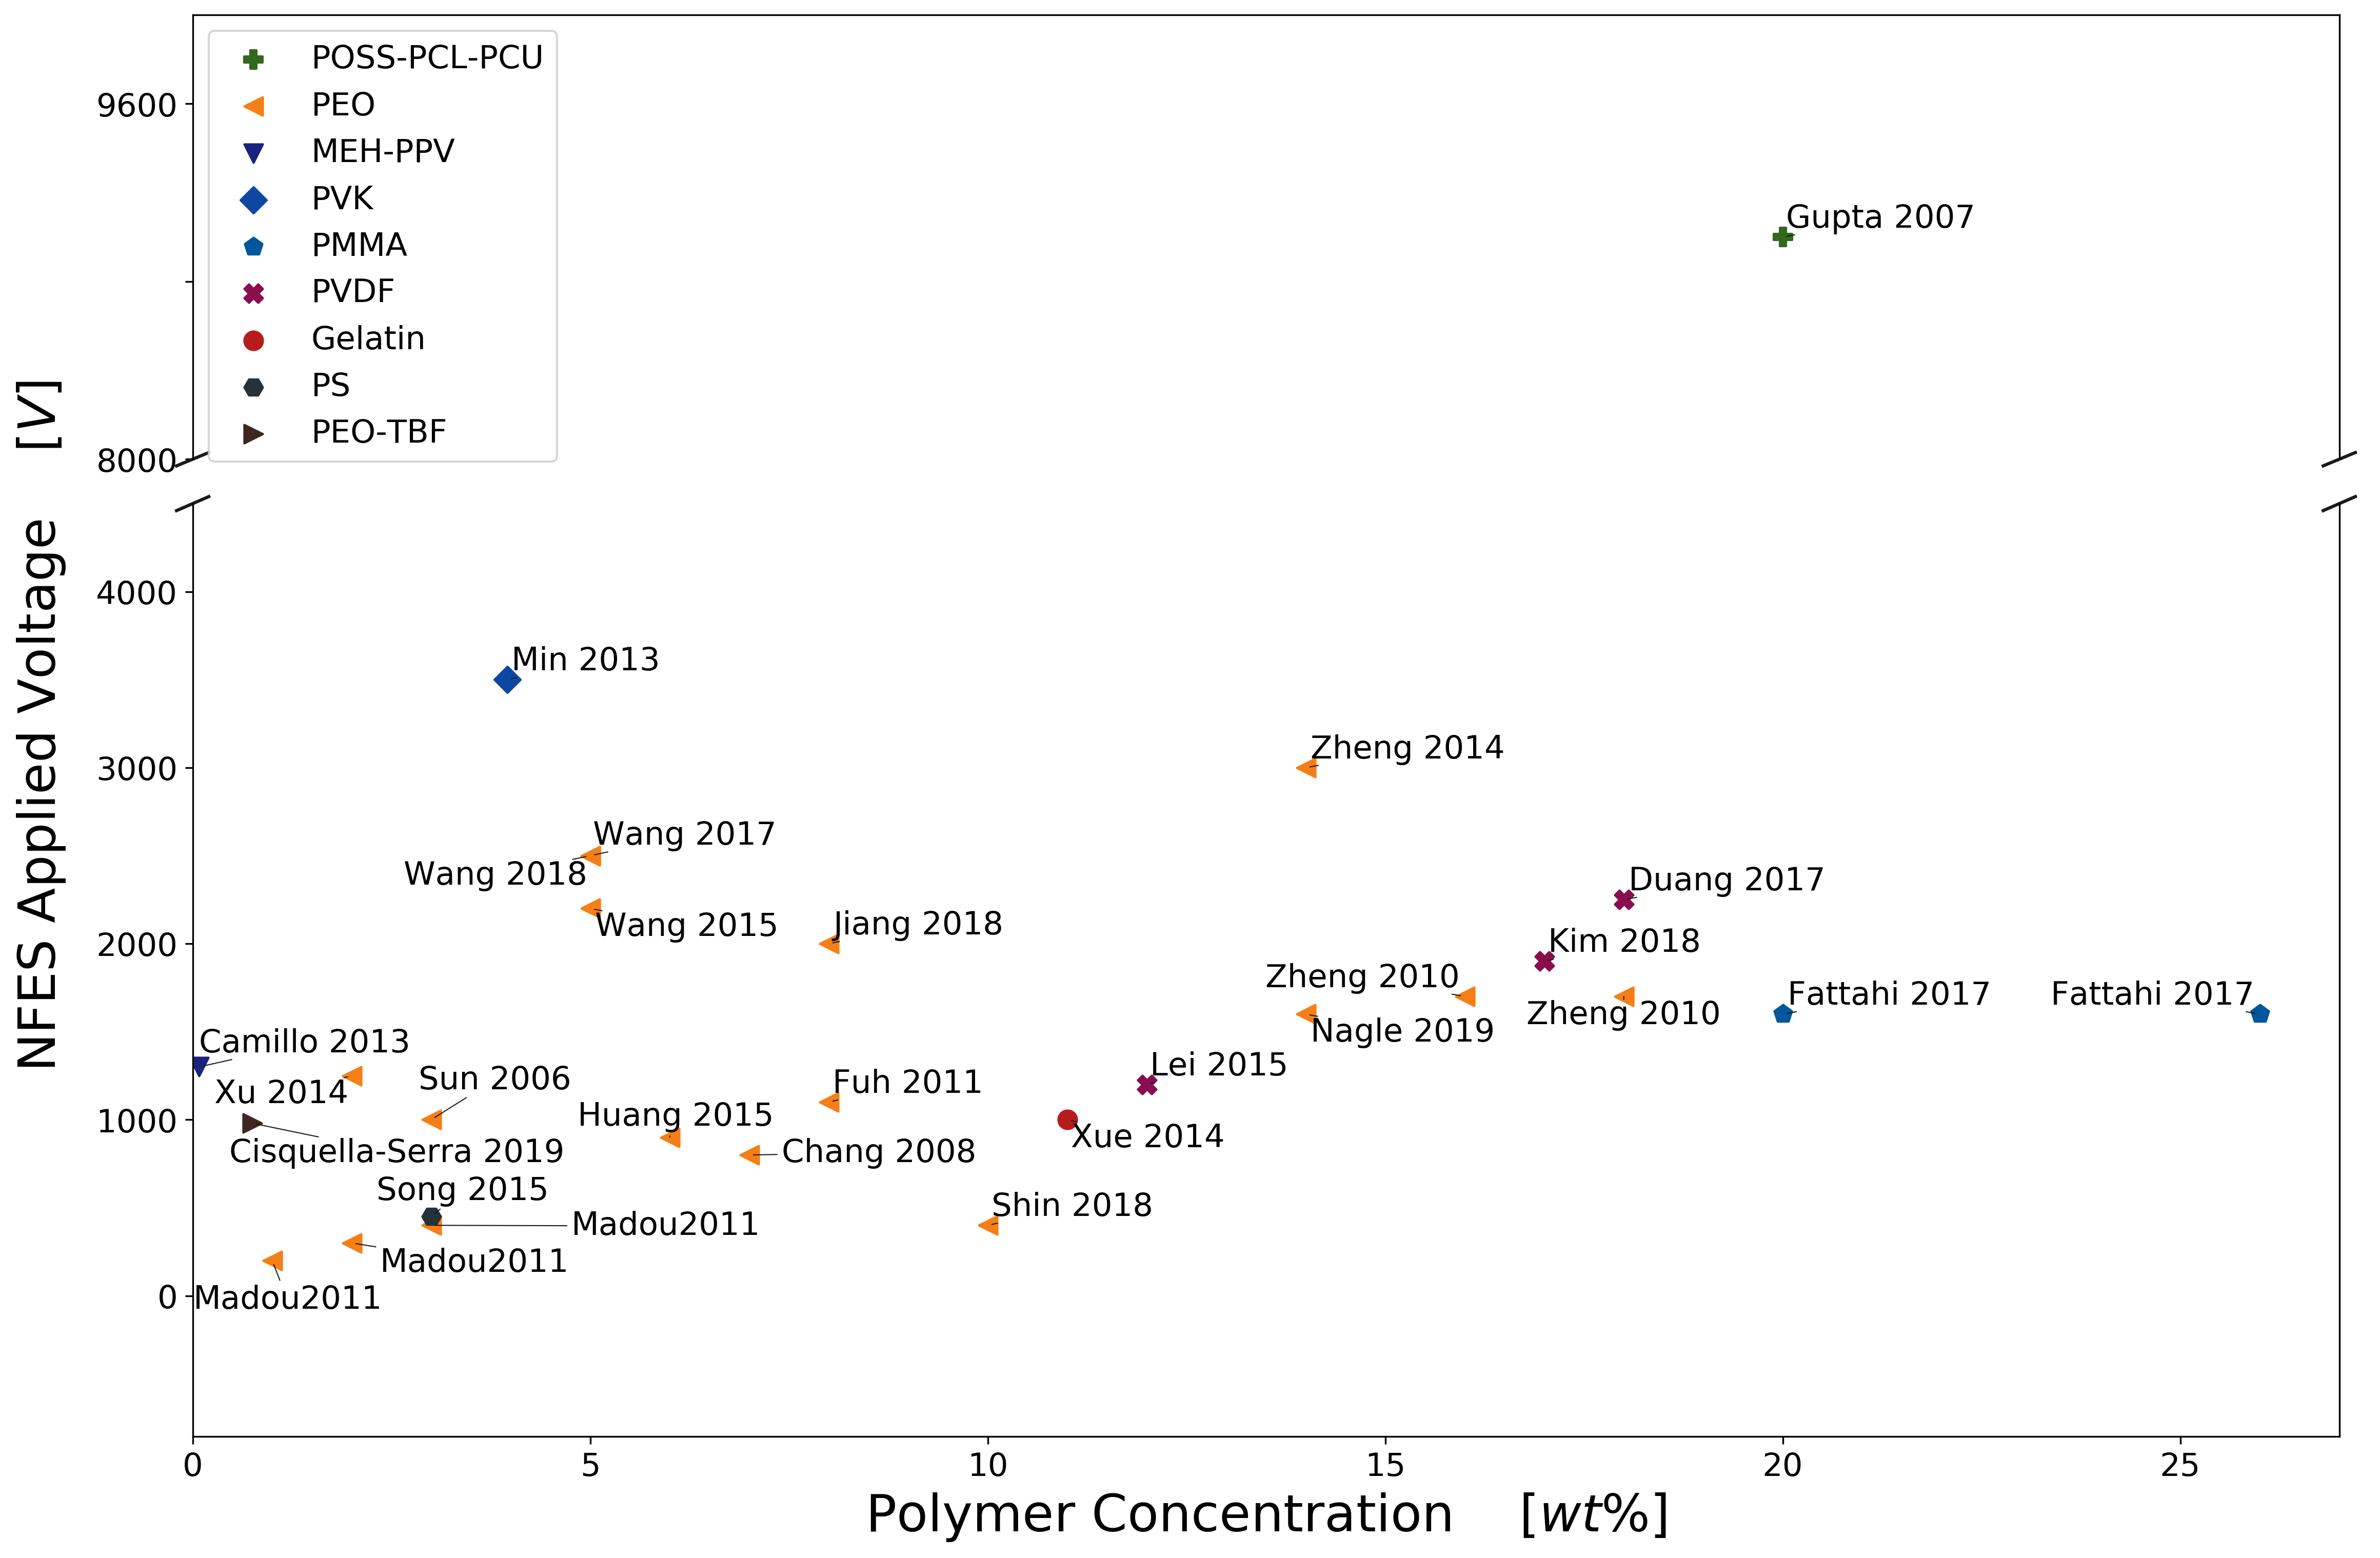 POSS-PCL-PCU
PEO
MEH-PPV
PVK
PMMA
PVDF
Gelatin
PS
PEO-TBF
9600
8000
4000
3000
2000
1000
0
NFES Applied Voltage [V]
Gupta 2007
Min 2013
Zheng 2014
Wang 2017
Wang 2018
Wang 2015
Jiang 2018
Duang 2017
Kim 2018
Zheng 2010
Nagle 2019
Zheng 2010
Fattahi 2017
Fattahi 2017
Camillo 2013
Xu 2014
Sun 2006
Huang 2015
Fuh 2011
Lei 2015
Xue 2014
Cisquella-Serra 2019
Chang 2008
Song 2015
Madou2011
Shin 2018
Madou2011
Madou2011
0
5
10
15
20
25
Polymer Concentration [wt%]